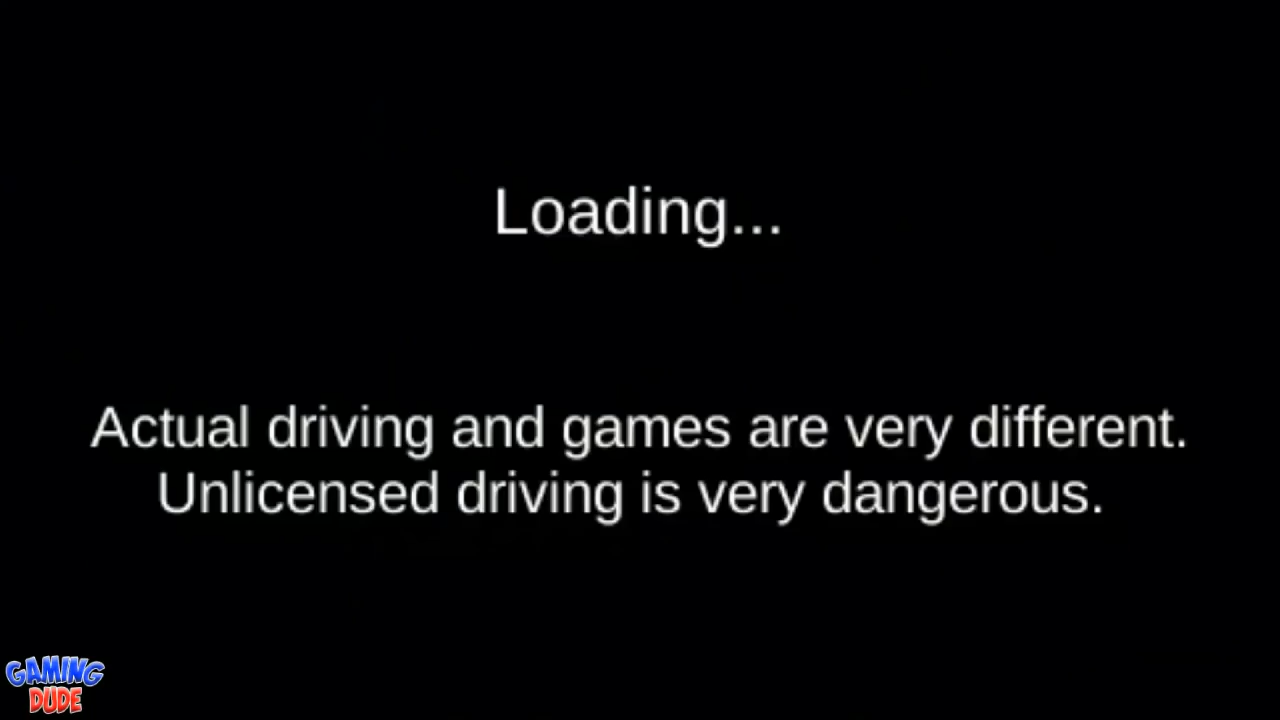 Loading...
Actual driving and games are very different.
Unlicensed driving is very dangerous.
GAMING
DUDE